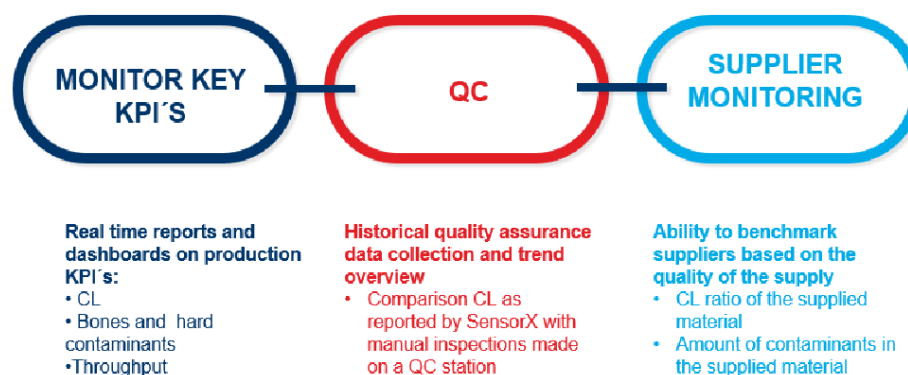 MONITOR KEY
KPI´S
QC
SUPPLIER
MONITORING
Real time reports and
dashboards on production
KPI´s:
• CL
• Bones and hard
contaminants
•Throughput
Historical quality assurance
data collection and trend
overview
• Comparison CL as
reported by SensorX with
manual inspections made
on a QC station
Ability to benchmark
suppliers based on the
quality of the supply
• CL ratio of the supplied
material
• Amount of contaminants in
the supplied material